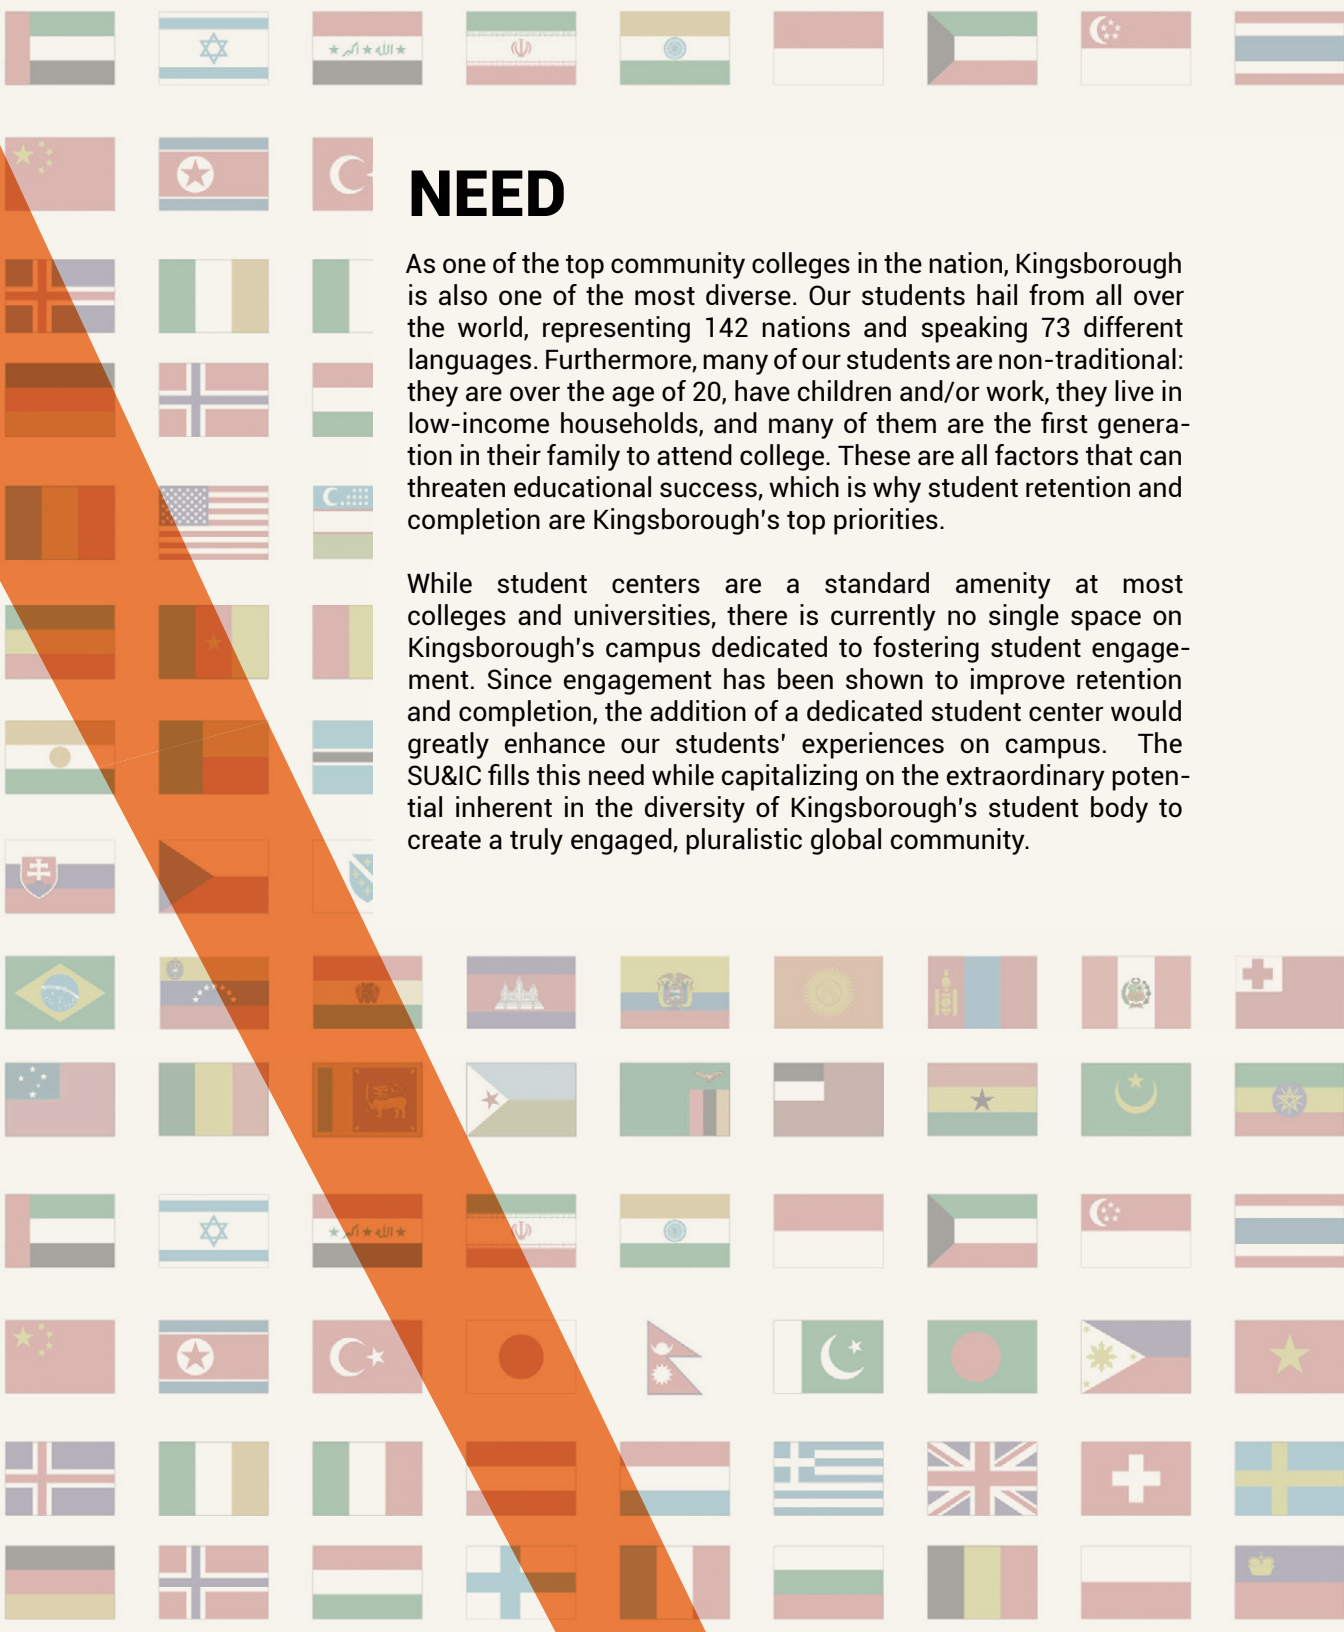 الله اكبر
NEED
As one of the top community colleges in the nation, Kingsborough
is also one of the most diverse. Our students hail from all over
the world, representing 142 nations and speaking 73 different
languages. Furthermore, many of our students are non-traditional:
they are over the age of 20, have children and/or work, they live in
low-income households, and many of them are the first genera-
tion in their family to attend college. These are all factors that can
threaten educational success, which is why student retention and
completion are Kingsborough's top priorities.
While student centers are a standard amenity at most
colleges and universities, there is currently no single space on
Kingsborough's campus dedicated to fostering student engage-
ment. Since engagement has been shown to improve retention
and completion, the addition of a dedicated student center would
greatly enhance our students' experiences on campus. The
SU&IC fills this need while capitalizing on the extraordinary poten-
tial inherent in the diversity of Kingsborough's student body to
create a truly engaged, pluralistic global community.
الله اكبر